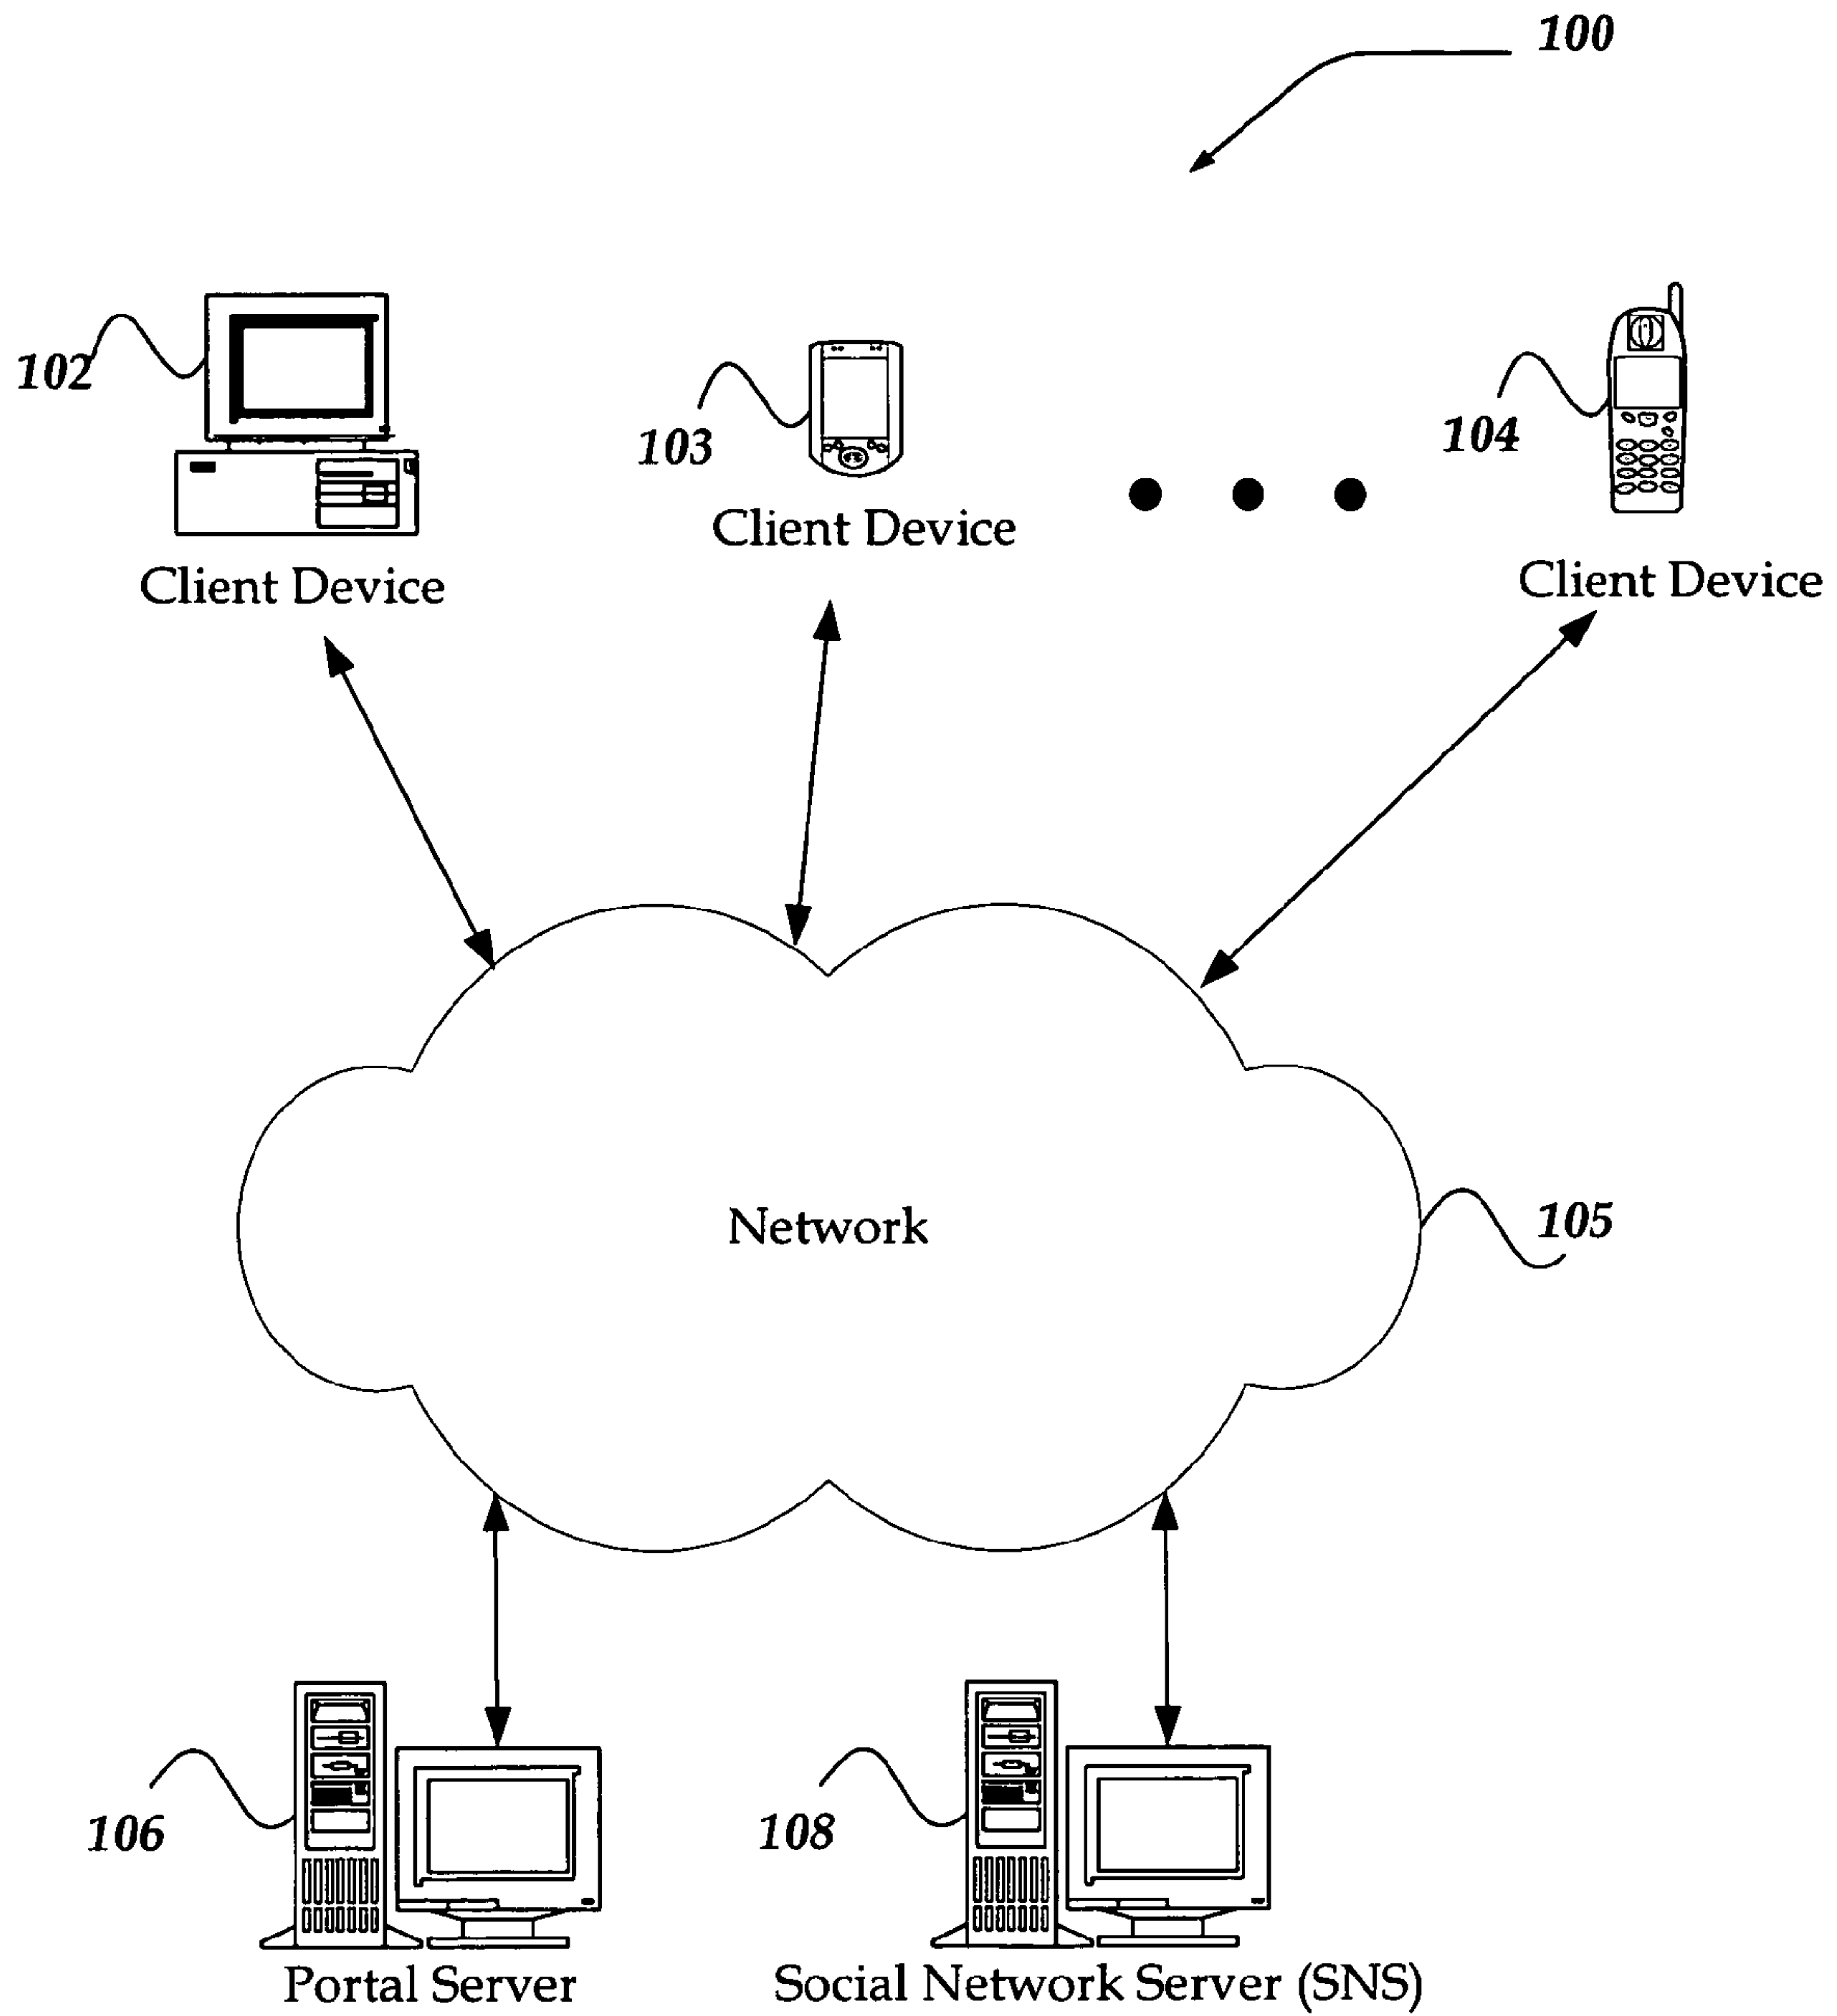 100
102
103
104
Client Device
Client Device
Client Device
Network
105
106
108
Portal Server
Social Network Server (SNS)